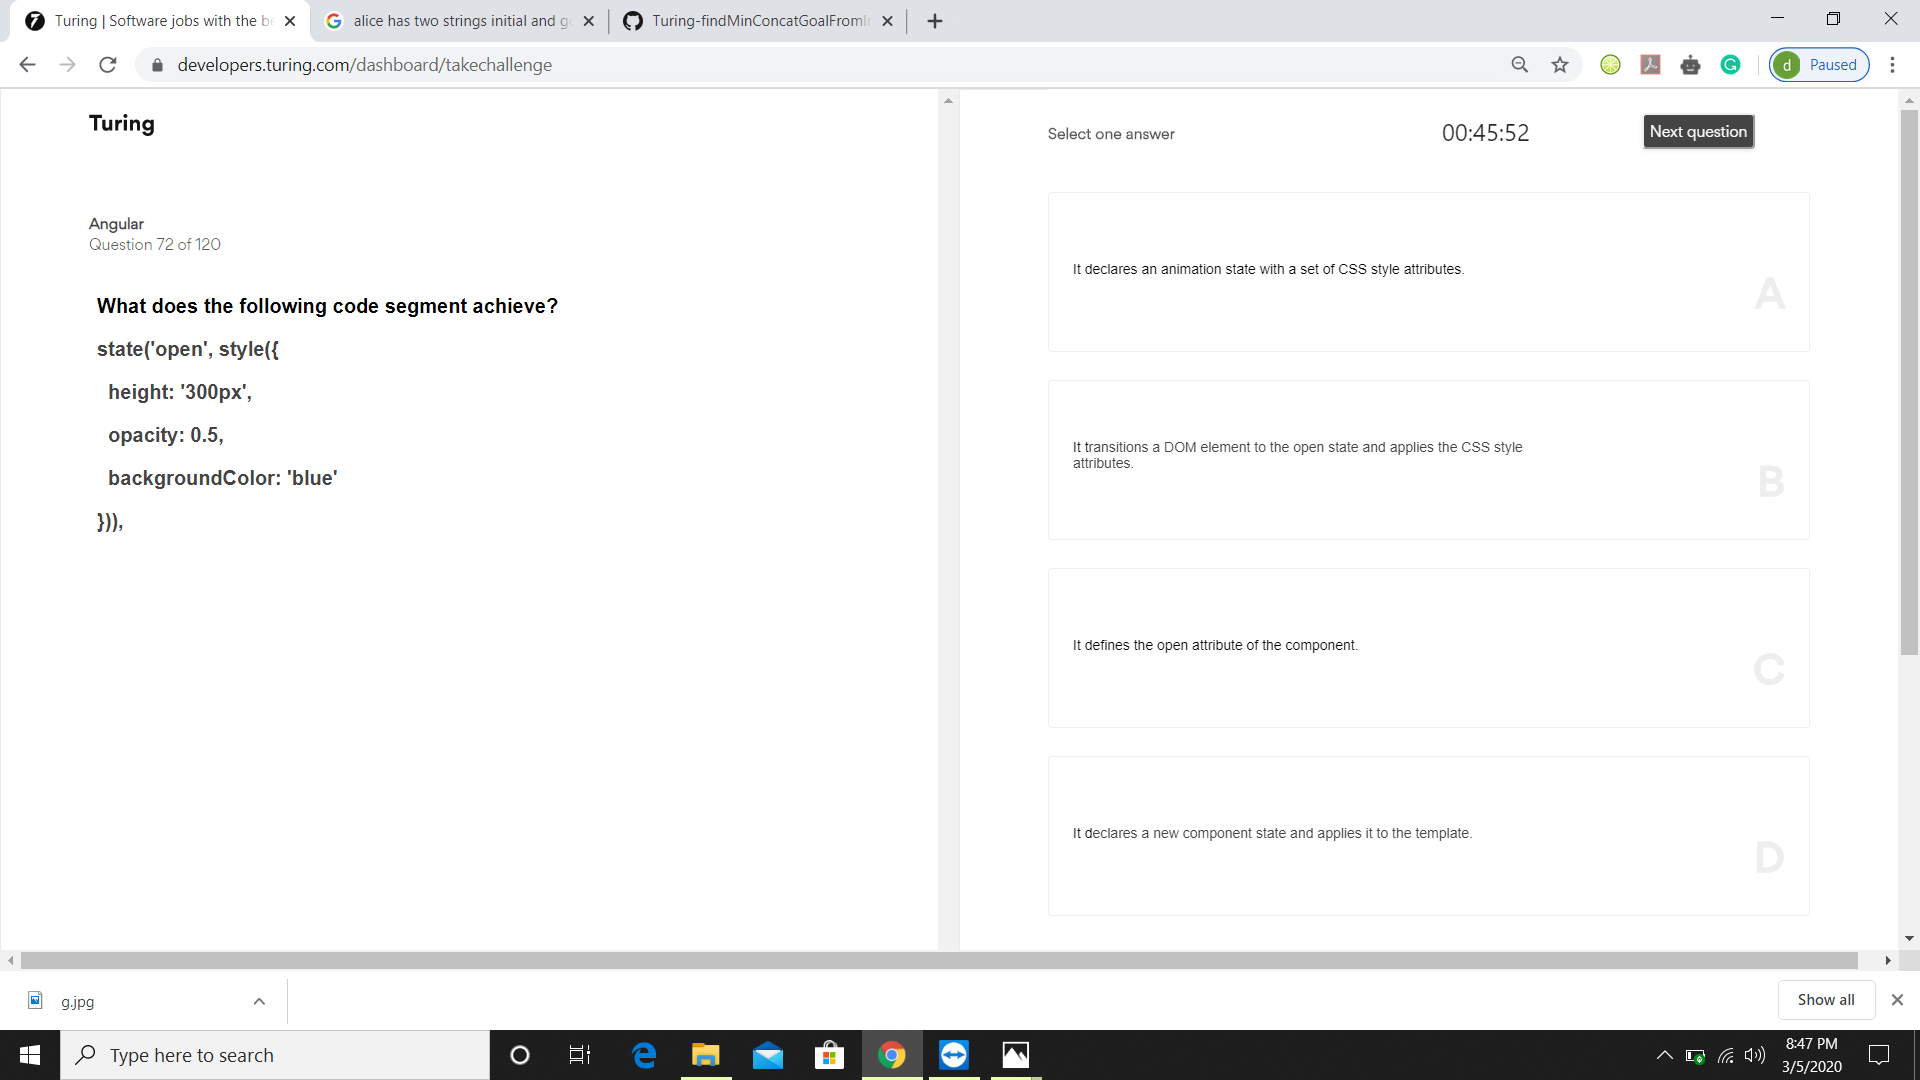 Turing | Software jobs with the be
alice has two strings initial and g
Turing-findMinConcatGoalFromI
developers.turing.com/dashboard/takechallenge
d Paused
Turing
Select one answer
00:45:52
Next question
Angular
Question 72 of 120
What does the following code segment achieve?
state('open', style({
height: '300px',
opacity: 0.5,
backgroundColor: 'blue'
})),
It declares an animation state with a set of CSS style attributes.
A
It transitions a DOM element to the open state and applies the CSS style
attributes.
B
It defines the open attribute of the component.
C
It declares a new component state and applies it to the template.
D
g.jpg
Show all
Type here to search
8:47 PM
3/5/2020